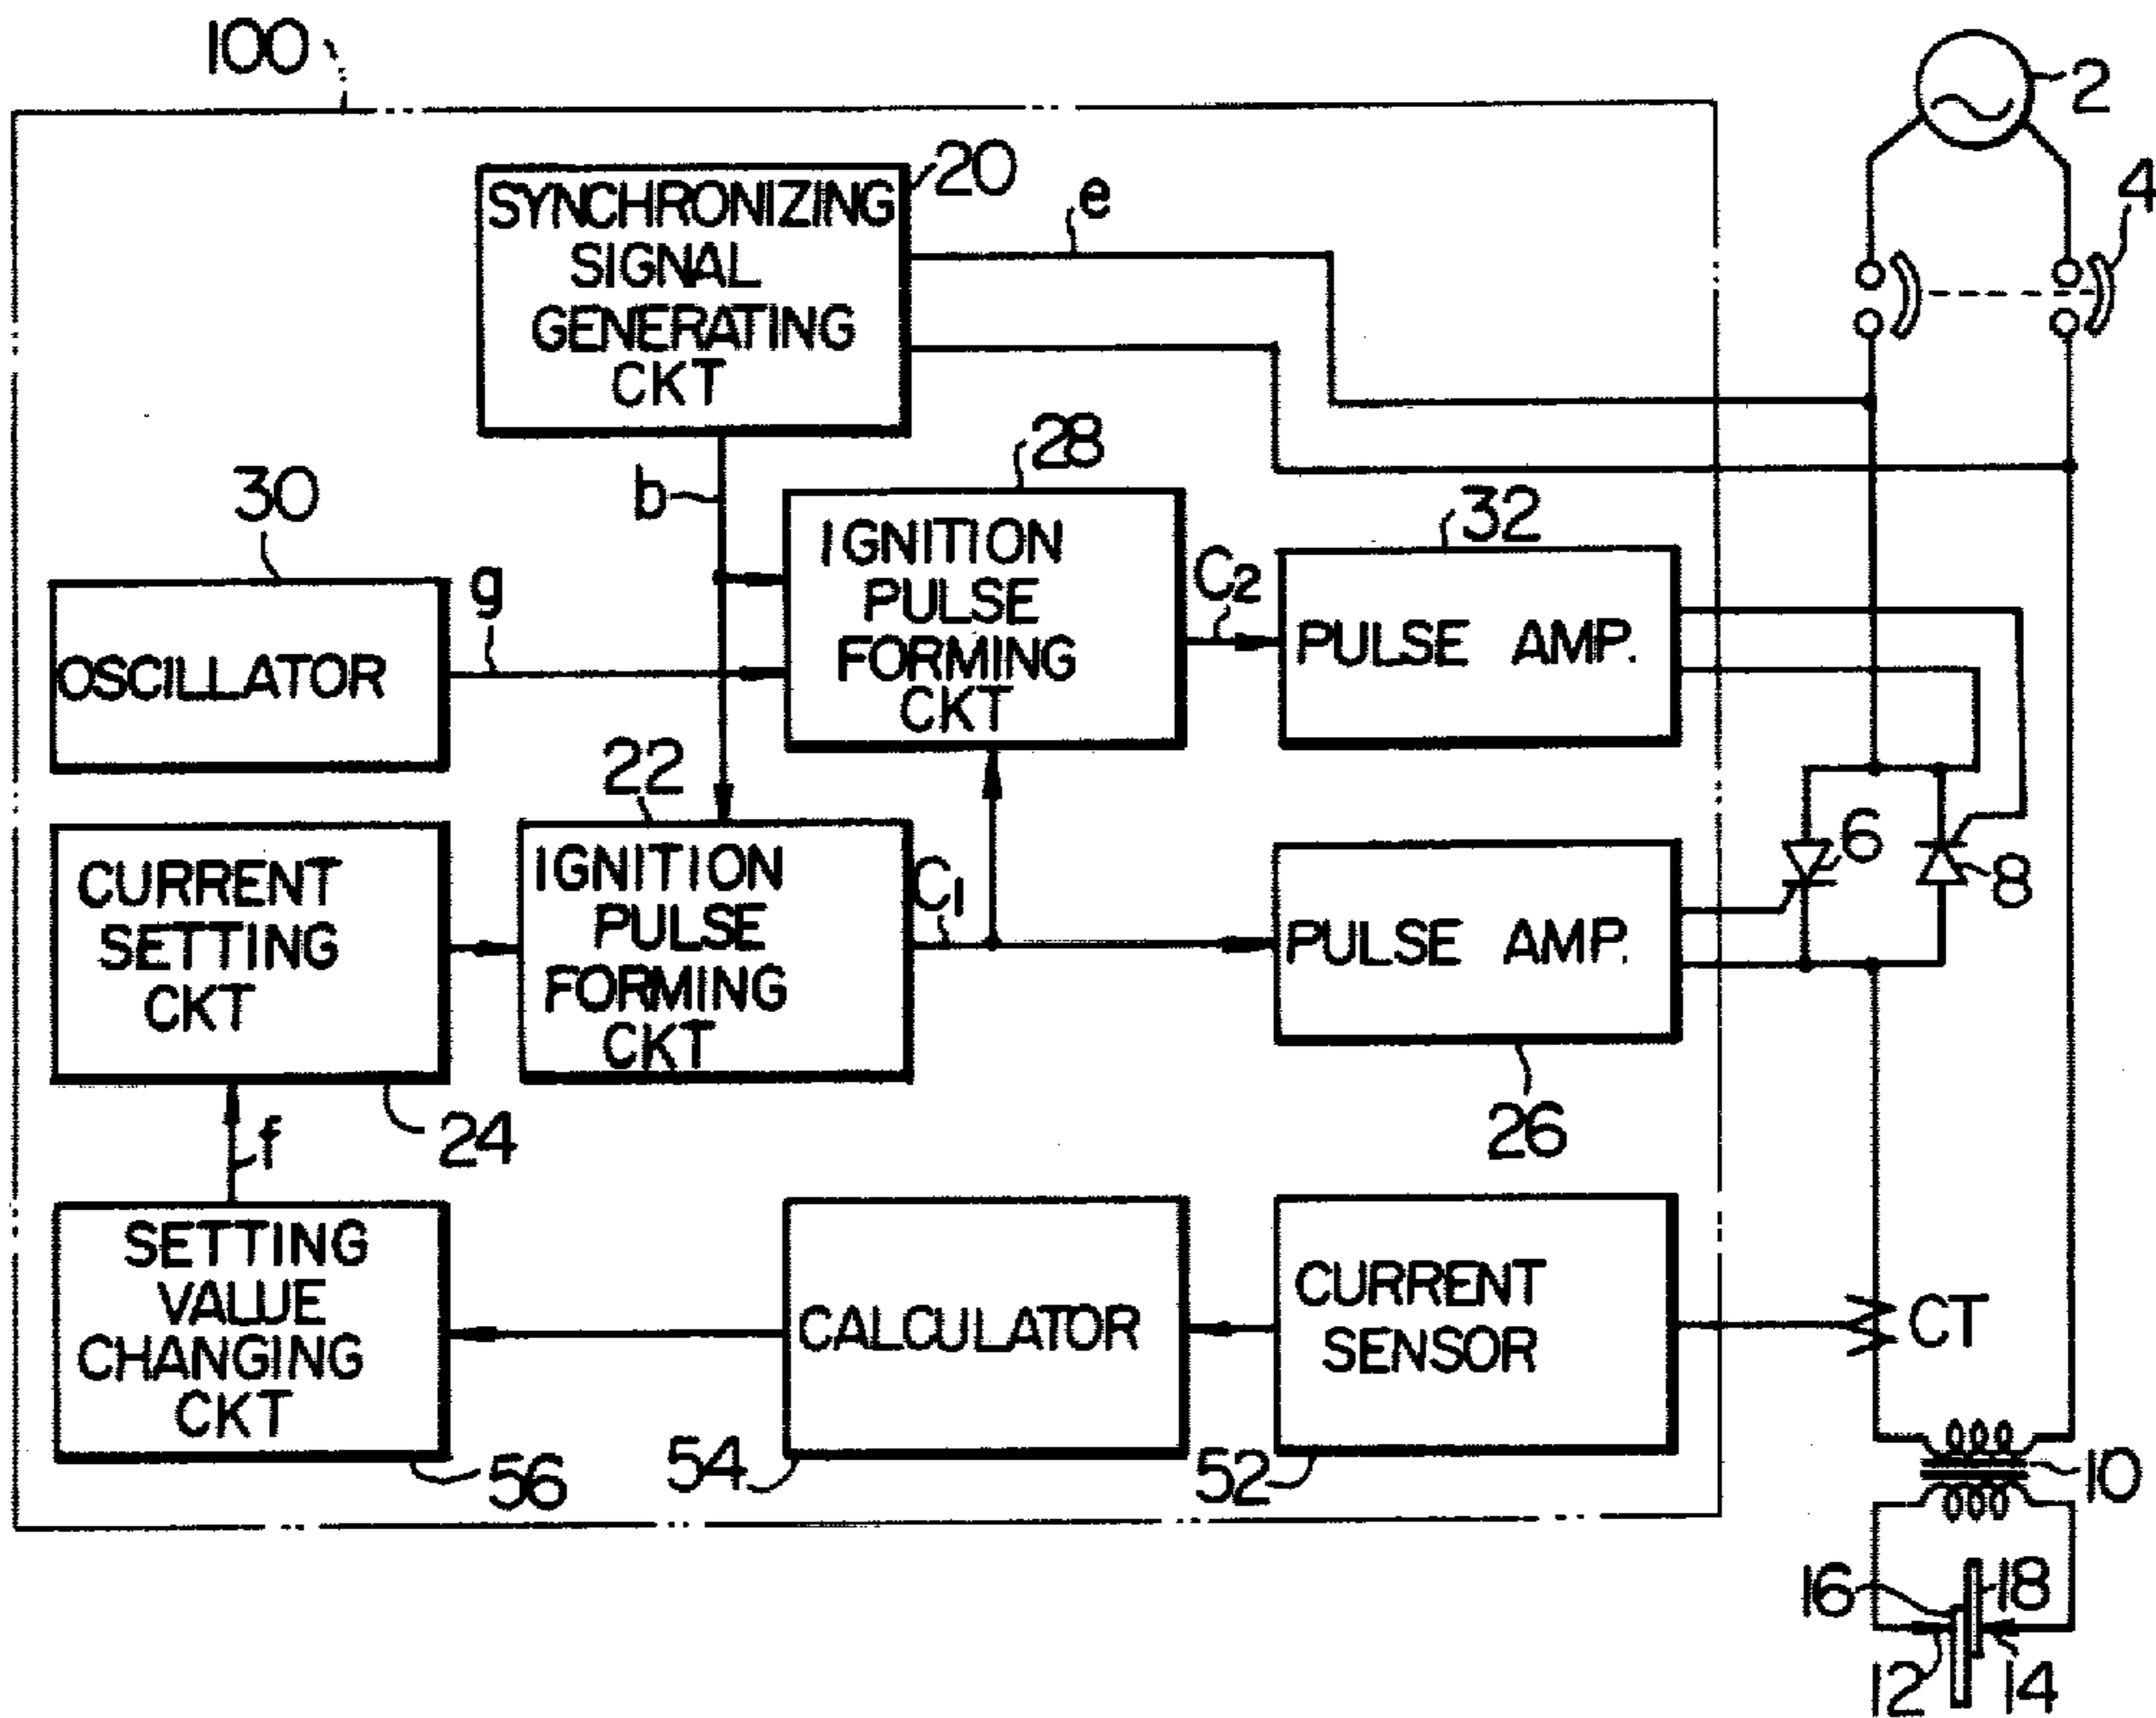 100
2
4
20
SYNCHRONIZING
SIGNAL
GENERATING
CKT
e
b
28
IGNITION
PULSE
FORMING
CKT
30
OSCILLATOR
g
C2
32
PULSE AMP.
22
IGNITION
PULSE
FORMING
CKT
CURRENT
SETTING
CKT
24
C1
PULSE AMP.
26
6
8
f
SETTING
VALUE
CHANGING
CKT
56
CALCULATOR
54
CURRENT
SENSOR
52
CT
10
16
18
12
14